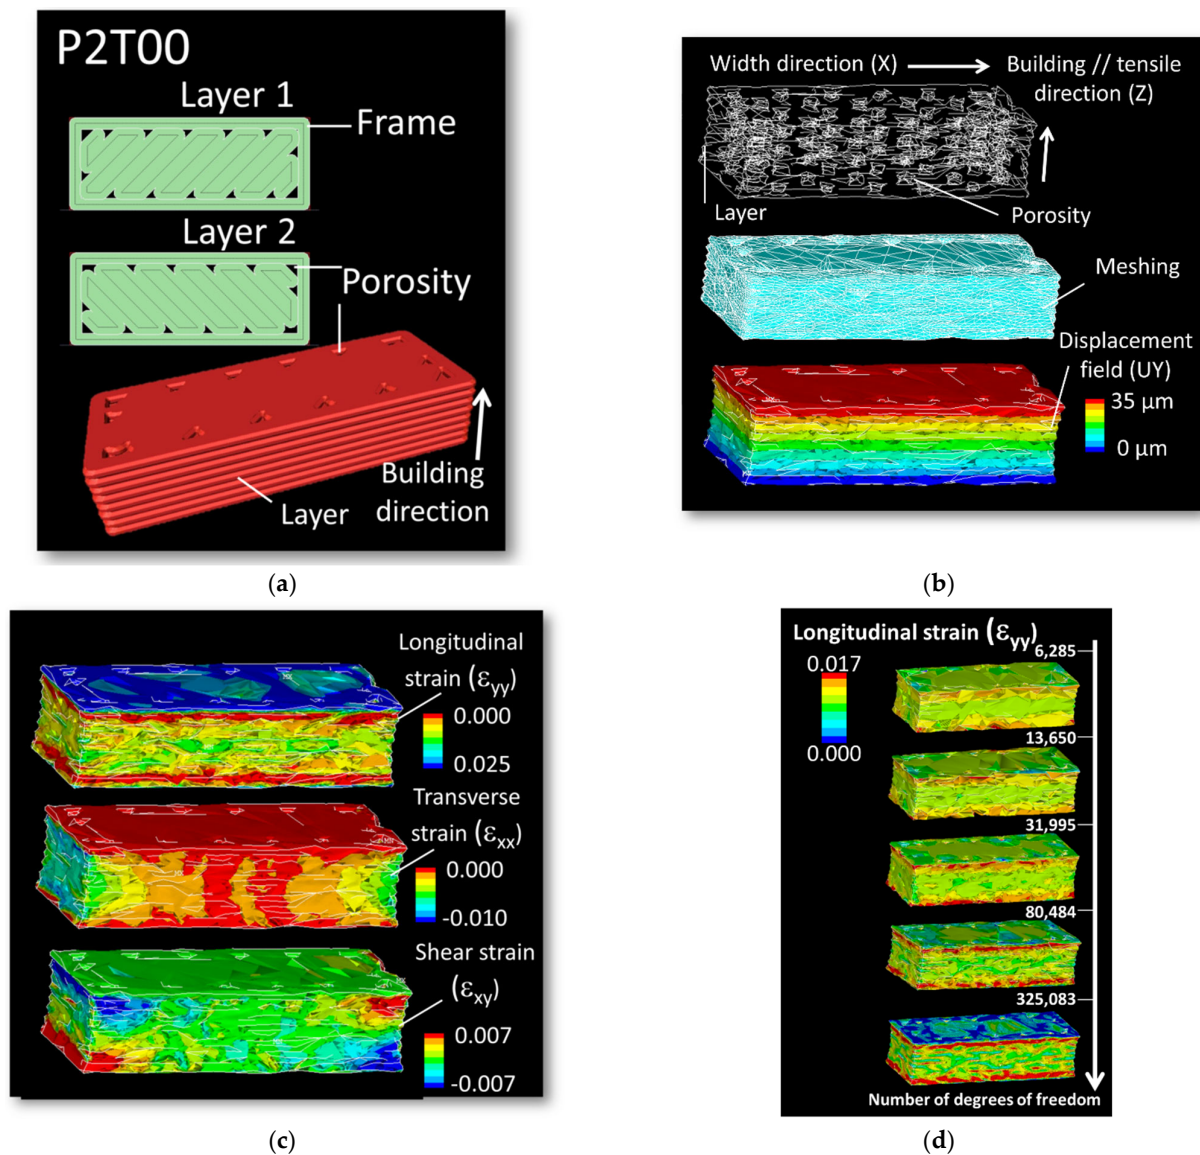 P2T00
Layer 1
Frame
Layer 2
Porosity
Building
direction
Layer
(a)
Width direction (X)
Building // tensile
direction (Z)
Layer
Porosity
Meshing
Displacement
field (UY)
35 μm
0 μm
(b)
Longitudinal
strain (εyy)
0.000
0.025
Transverse
strain (εxx)
0.000
-0.010
Shear strain
(εxy)
0.007
-0.007
(c)
Longitudinal strain (εyy)
0.017
0.000
6,285
13,650
31,995
80,484
325,083
Number of degrees of freedom
(d)